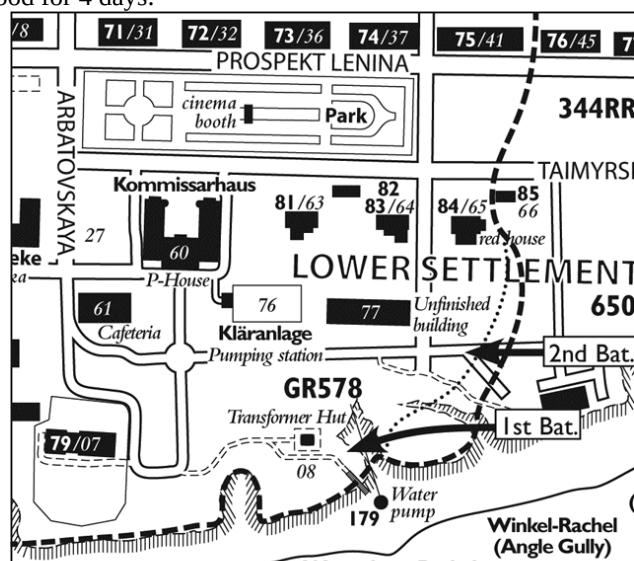 ood for 4 days.
/8
71/31
72/32
73/36
74/37
75/41
76/45
PROSPEKT LENINA
cinema
booth
Park
344RR
ARBATOVSKAYA
TAIMYRS
Kommissarhaus
81/63
82
83/64
84/65
85
66
27
red house
eke
ka
60
P-House
LOWER SETTLEMENT
61
Cafeteria
76
77
Unfinished
building
650
Kläranlage
Pumping station
2nd Bat.
GR578
Transformer Hut
1st Bat.
79/07
08
Water
pump
179
Winkel-Rachel
(Angle Gully)